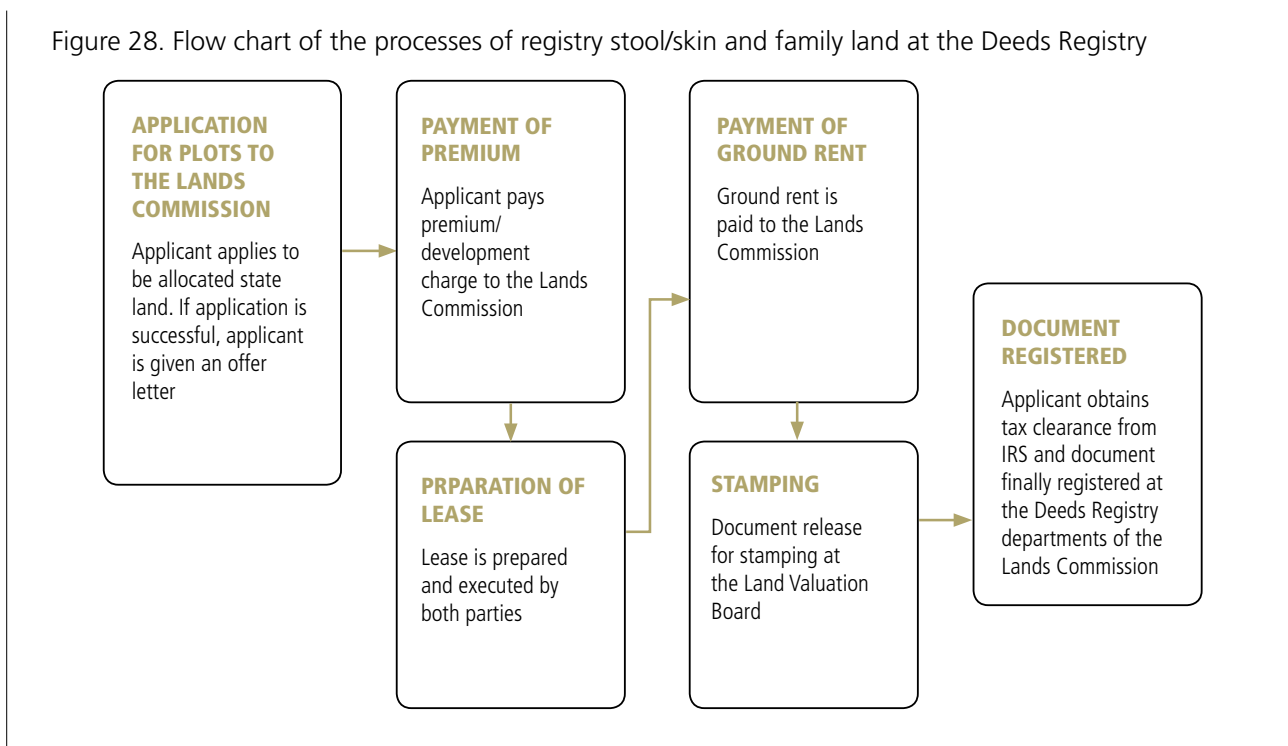 Figure 28. Flow chart of the processes of registry stool/skin and family land at the Deeds Registry
APPLICATION
FOR PLOTS TO
THE LANDS
COMMISSION
Applicant applies to
be allocated state
land. If application is
successful, applicant
is given an offer
letter
PAYMENT OF
PREMIUM
Applicant pays
premium/
development
charge to the Lands
Commission
PRPARATION OF
LEASE
Lease is prepared
and executed by
both parties
PAYMENT OF
GROUND RENT
Ground rent is
paid to the Lands
Commission
STAMPING
Document release
for stamping at
the Land Valuation
Board
DOCUMENT
REGISTERED
Applicant obtains
tax clearance from
IRS and document
finally registered at
the Deeds Registry
departments of the
Lands Commission